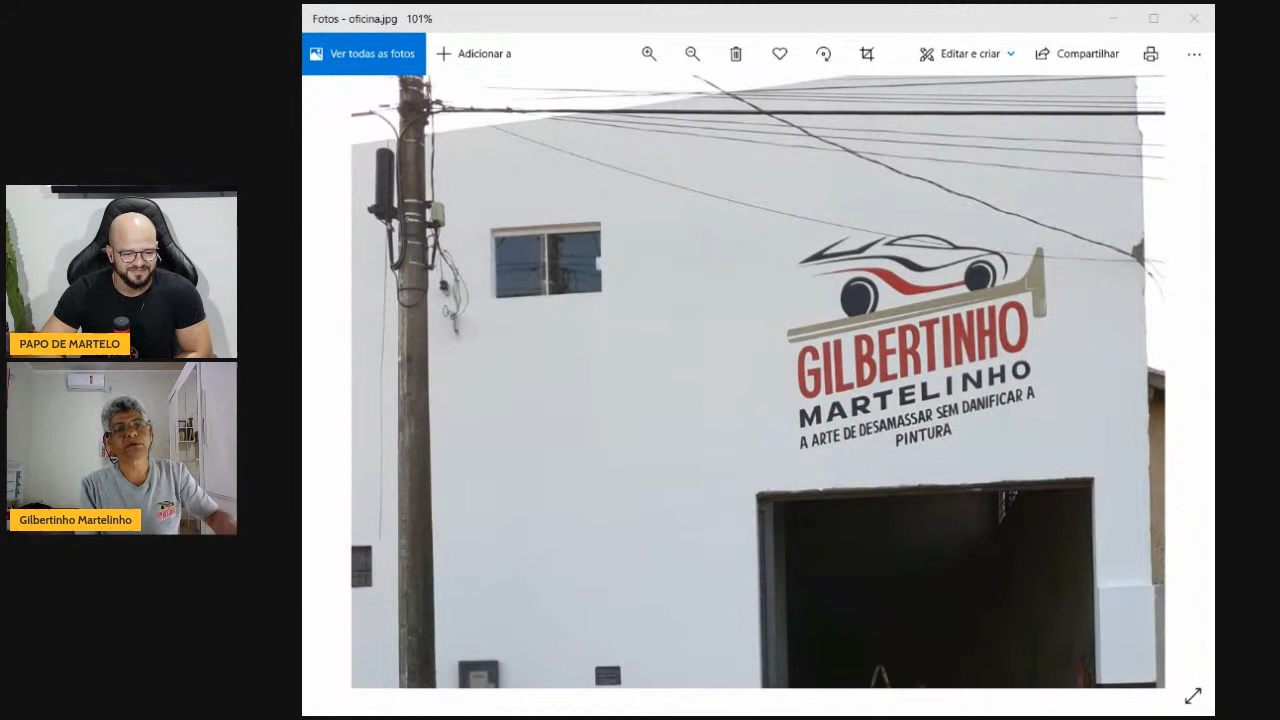 Fotos - oficina.jpg 101%
Ver todas as fotos
Adicionar a
Editar e criar
Compartilhar
PAPO DE MARTELO
Gilbertinho Martelinho
GILBERTINHO
MARTELINHO
A ARTE DE DESAMASSAR SEM DANIFICAR A
PINTURA